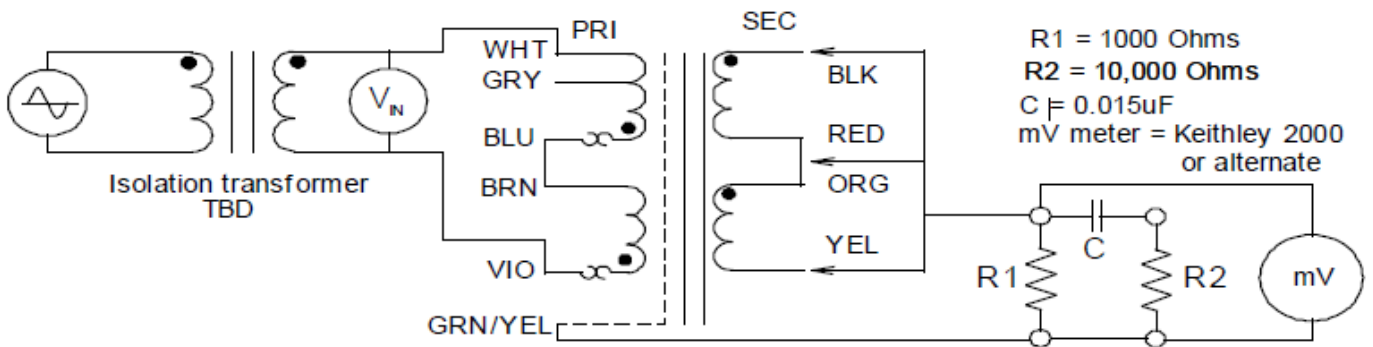 PRI
SEC
WHT
GRY
BLU
BRN
VIO
GRN/YEL
V IN
Isolation transformer
TBD
BLK
RED
ORG
YEL
R1 = 1000 Ohms
R2 = 10,000 Ohms
C = 0.015uF
mV meter = Keithley 2000
or alternate
C
R1
R2
mV